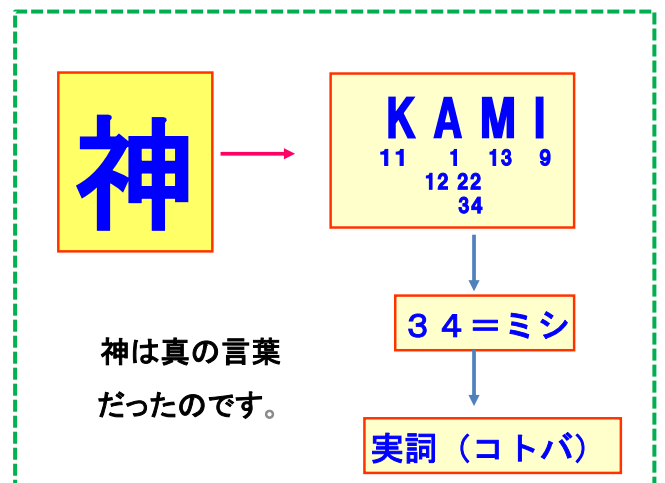 神
ＫＡＭＩ
11 1 13 9
12 22
34
３４＝ミシ
神は真の言葉
だったのです。
実詞（コトバ）